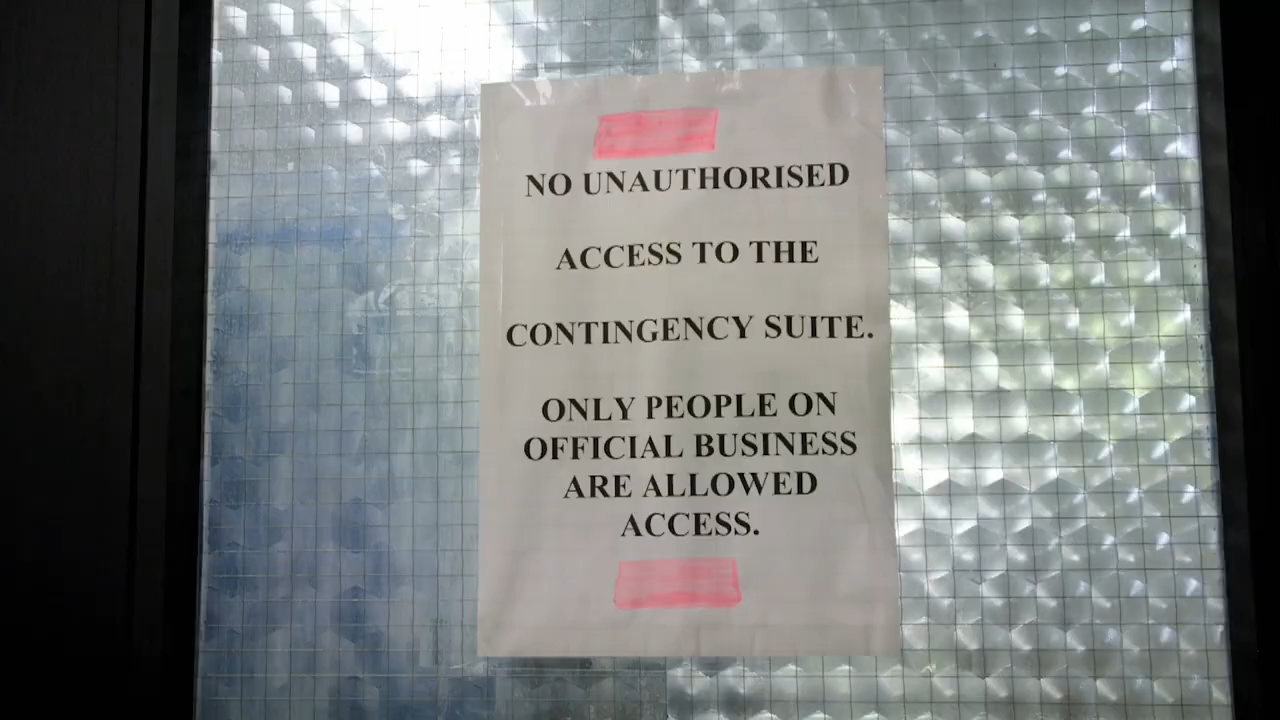 NO UNAUTHORISED
ACCESS TO THE
CONTINGENCY SUITE.
ONLY PEOPLE ON
OFFICIAL BUSINESS
ARE ALLOWED
ACCESS.